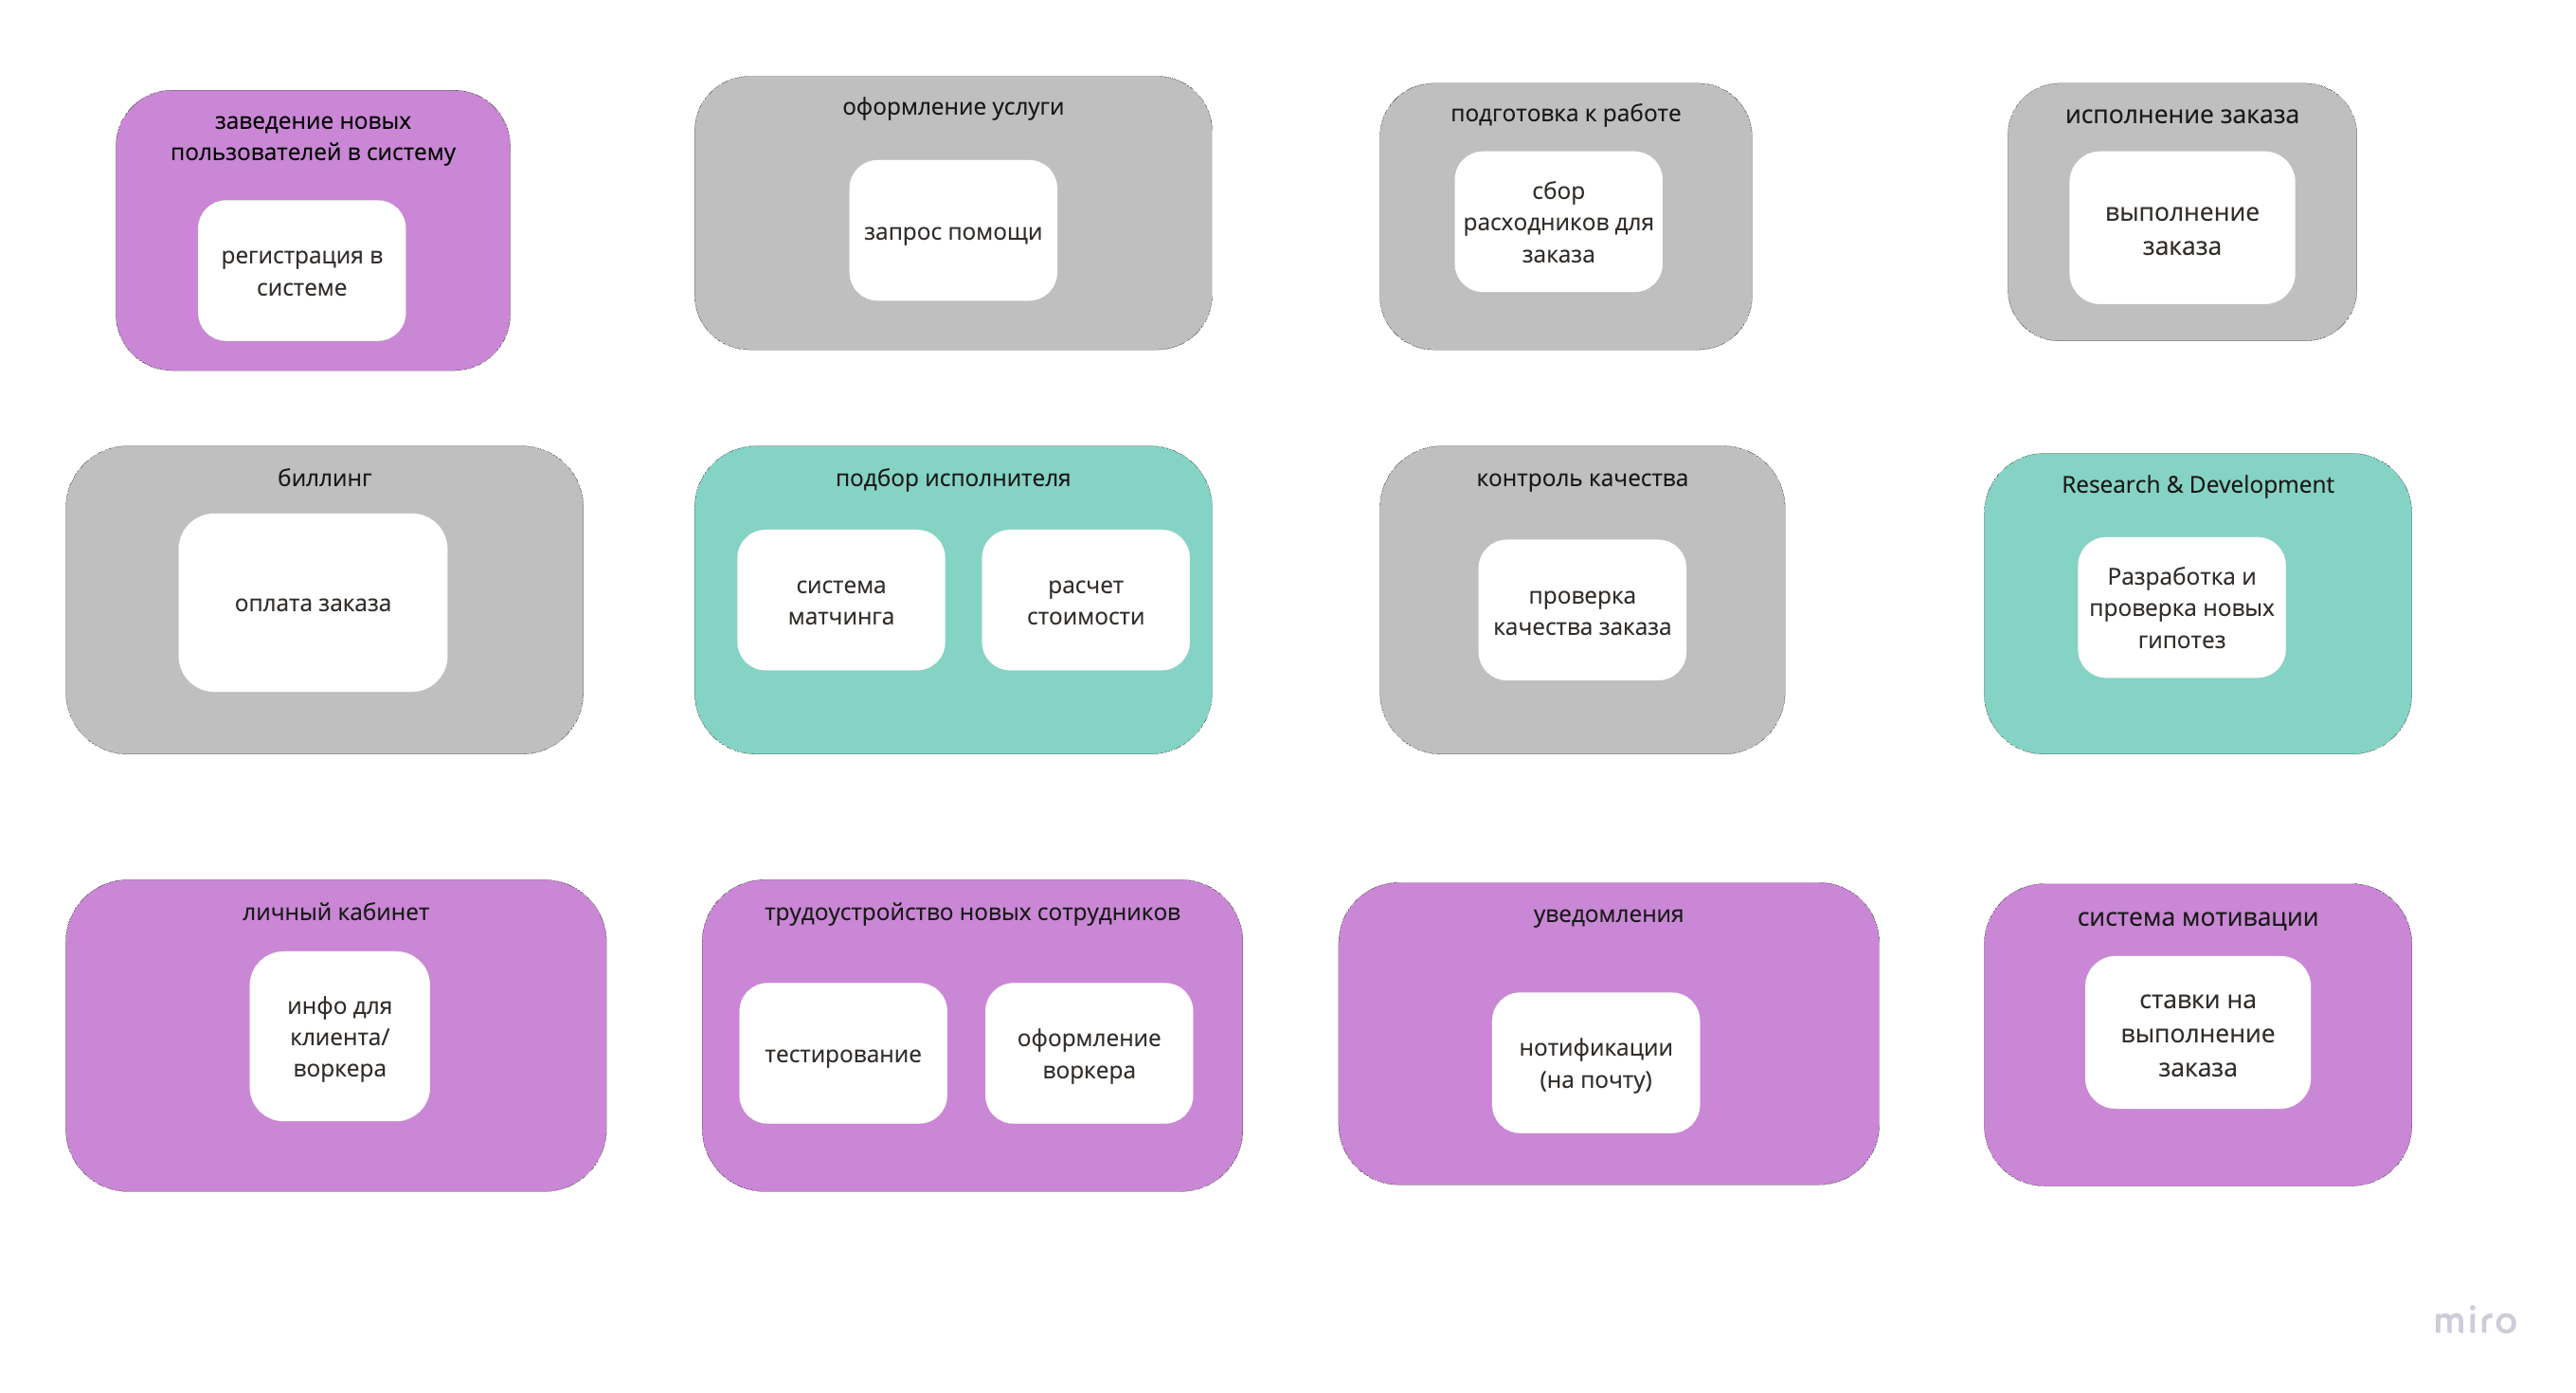 заведение новых
пользователей в систему
регистрация в
системе
оформление услуги
запрос помощи
подготовка к работе
сбор
расходников для
заказа
исполнение заказа
выполнение
заказа
биллинг
оплата заказа
подбор исполнителя
система
матчинга
расчет
стоимости
контроль качества
проверка
качества заказа
Research & Development
Разработка и
проверка новых
гипотез
личный кабинет
инфо для
клиента/
воркера
трудоустройство новых сотрудников
тестирование
оформление
воркера
уведомления
нотификации
(на почту)
система мотивации
ставки на
выполнение
заказа
miro